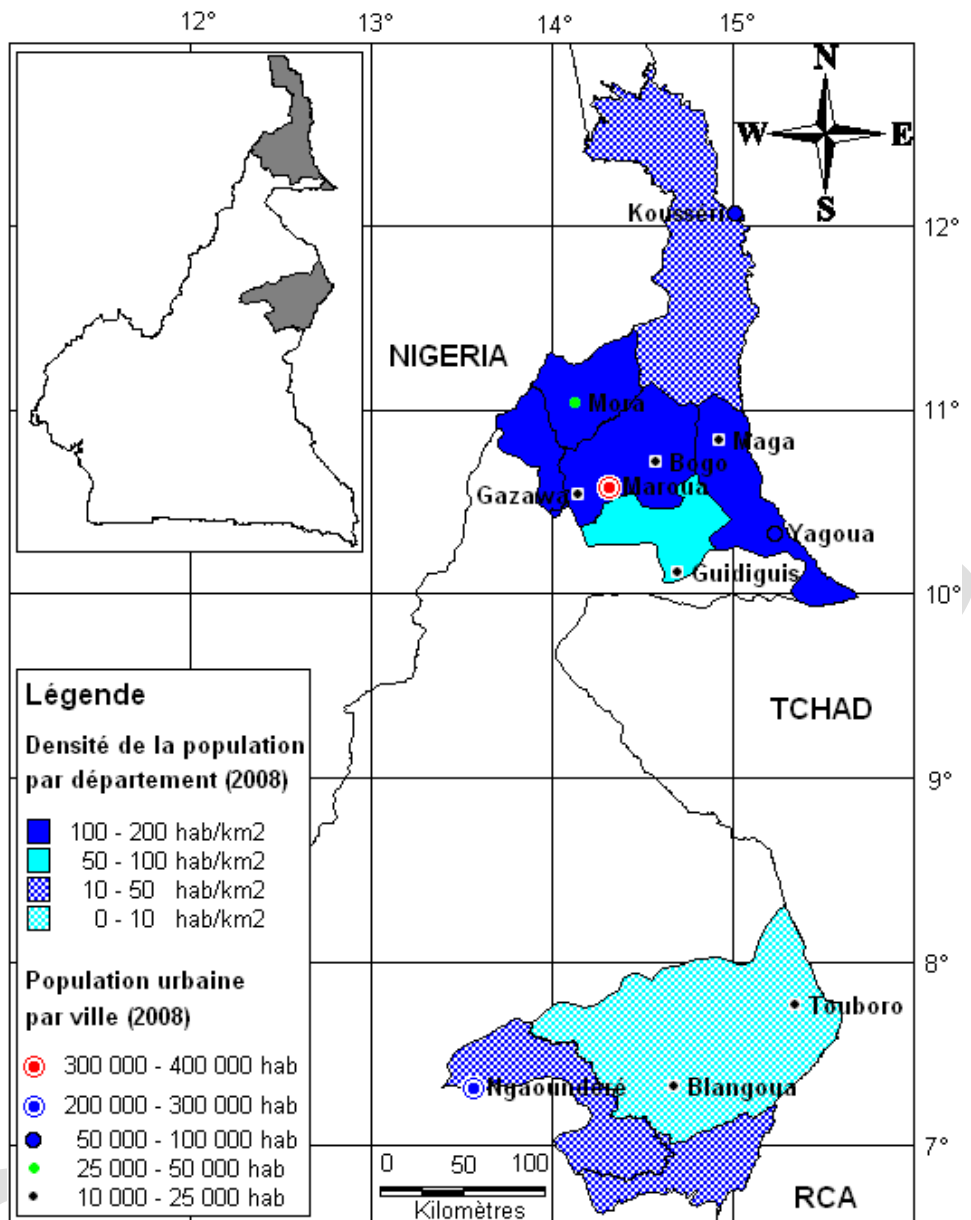 12° 13° 14° 15°
N
W E
S
Kousseri
12°
NIGERIA
Mora
11°
Maga
Bogo
Gazawa Maroua
Yagoua
Guidiguis
10°
Légende
TCHAD
Densité de la population
par département (2008)
9°
100 - 200 hab/km2
50 - 100 hab/km2
10 - 50 hab/km2
0 - 10 hab/km2
8°
Population urbaine
par ville (2008)
Touboro
300 000 - 400 000 hab
Ngaoundéré Blangoua
200 000 - 300 000 hab
50 000 - 100 000 hab
7°
25 000 - 50 000 hab
10 000 - 25 000 hab
0 50 100
Kilomètres
RCA